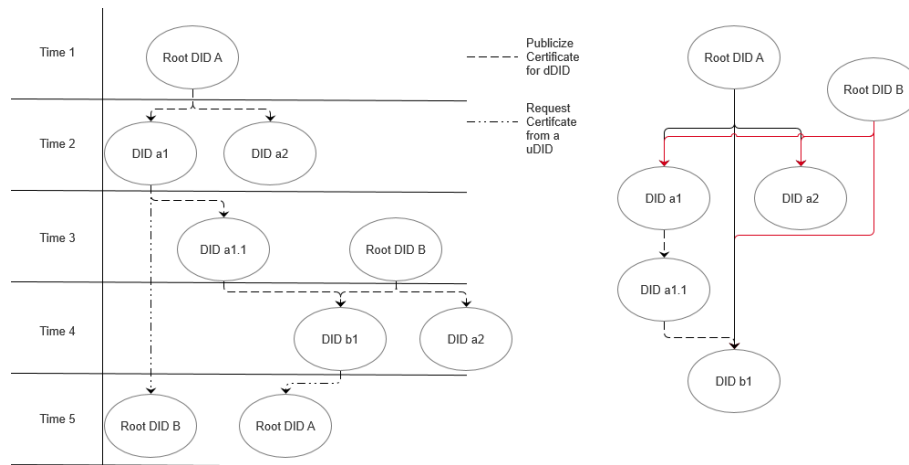 Time 1
Root DID A
Publicize
Certificate
for dDID
Request
Certifcate
from a
uDID
Time 2
DID a1
DID a2
Time 3
DID a1.1
Root DID B
Time 4
DID b1
DID a2
Time 5
Root DID B
Root DID A
Root DID A
Root DID B
DID a1
DID a2
DID a1.1
DID b1